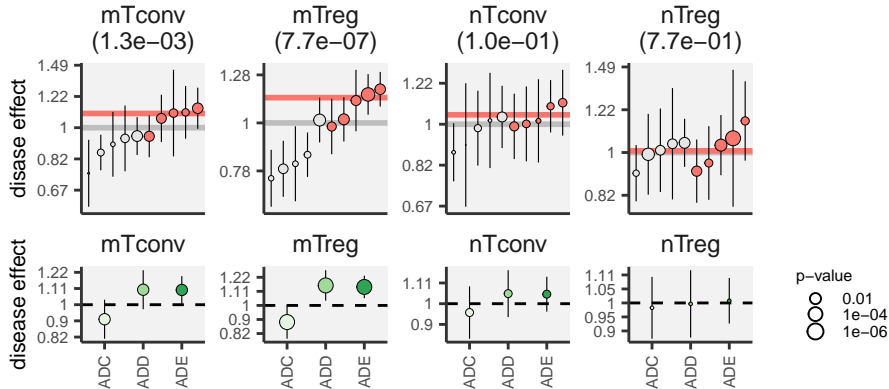 mTconv
(1.3e−03)
mTreg
(7.7e−07)
nTconv
(1.0e−01)
nTreg
(7.7e−01)
disase effect
1.49
1.22
1
0.82
0.67
1.28
1
0.78
1.22
1
0.82
0.67
1.49
1.22
1
0.82
mTconv
mTreg
nTconv
nTreg
disease effect
1.22
1.11
1
0.9
0.82
1.22
1.11
1
0.9
0.82
1.11
1
0.9
1.11
1.05
1
0.95
0.9
ADC
ADD
ADE
ADC
ADD
ADE
ADC
ADD
ADE
ADC
ADD
ADE
p−value
0.01
1e−04
1e−06